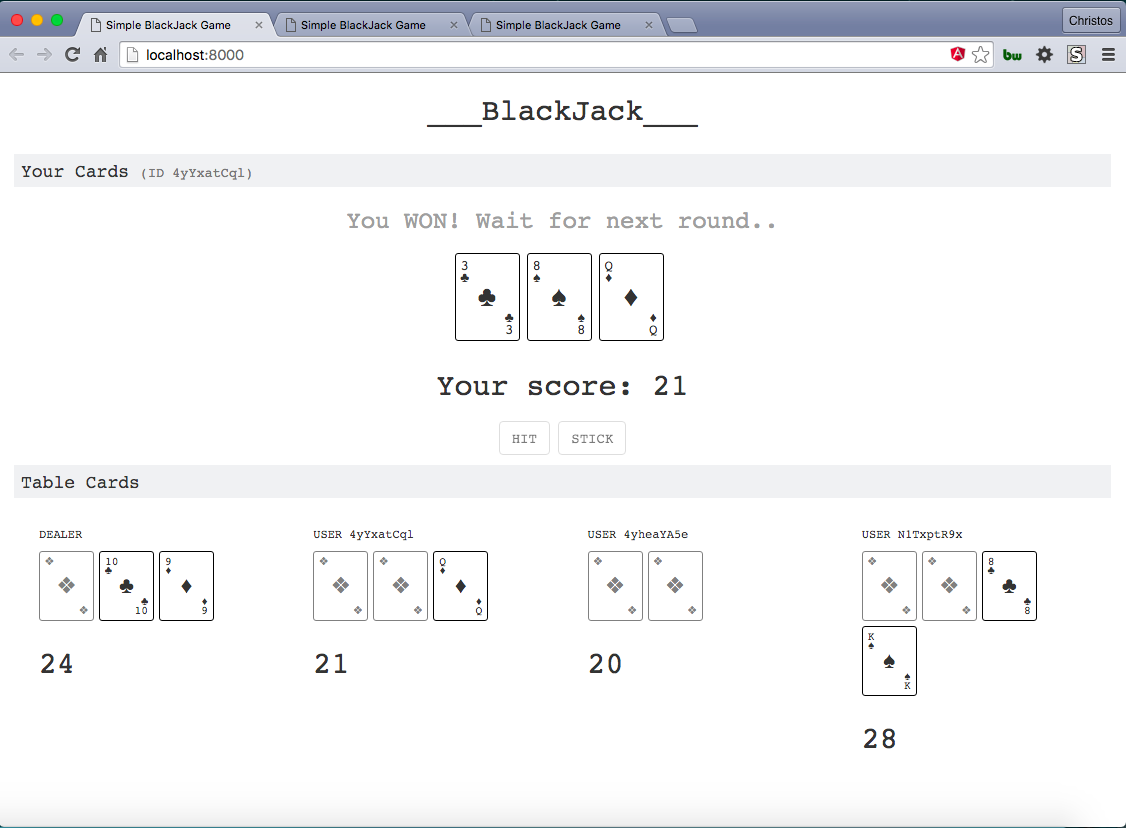 Simple BlackJack Game
Simple BlackJack Game
Simple BlackJack Game
Christos
localhost:8000
bw
S
___BlackJack___
Your Cards (ID 4yYxatCql)
You WON! Wait for next round..
3 8 Q
3 8 Q
Your score: 21
HIT STICK
Table Cards
DEALER
10 9
10 9
24
USER 4yYxatCql
Q
Q
21
USER 4yheaYA5e
20
USER N1TxptR9x
8
8
K
K
28